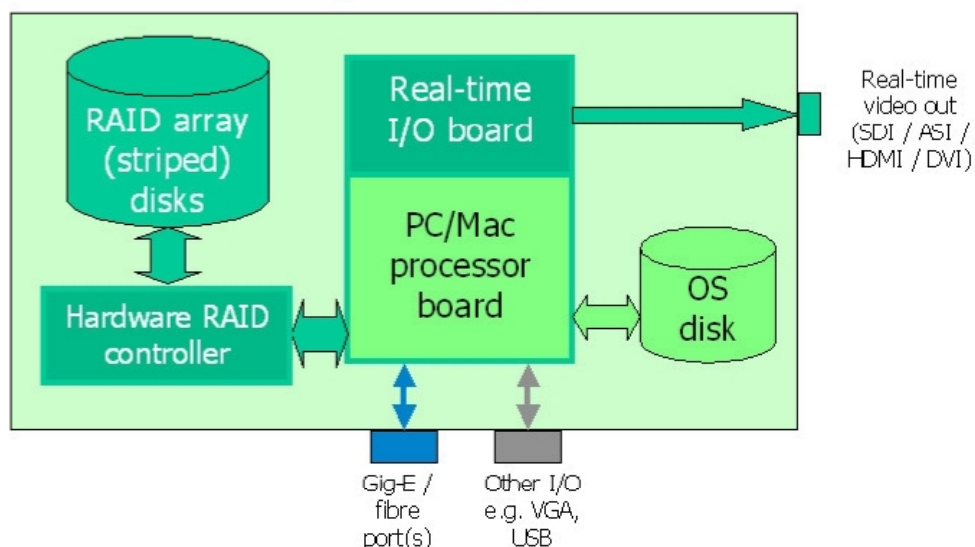 RAID array
(striped)
disks
Real-time
I/O board
Real-time
video out
(SDI / ASI /
HDMI / DVI)
PC/Mac
processor
board
OS
disk
Hardware RAID
controller
Gig-E /
fibre
port(s)
Other I/O
e.g. VGA,
USB